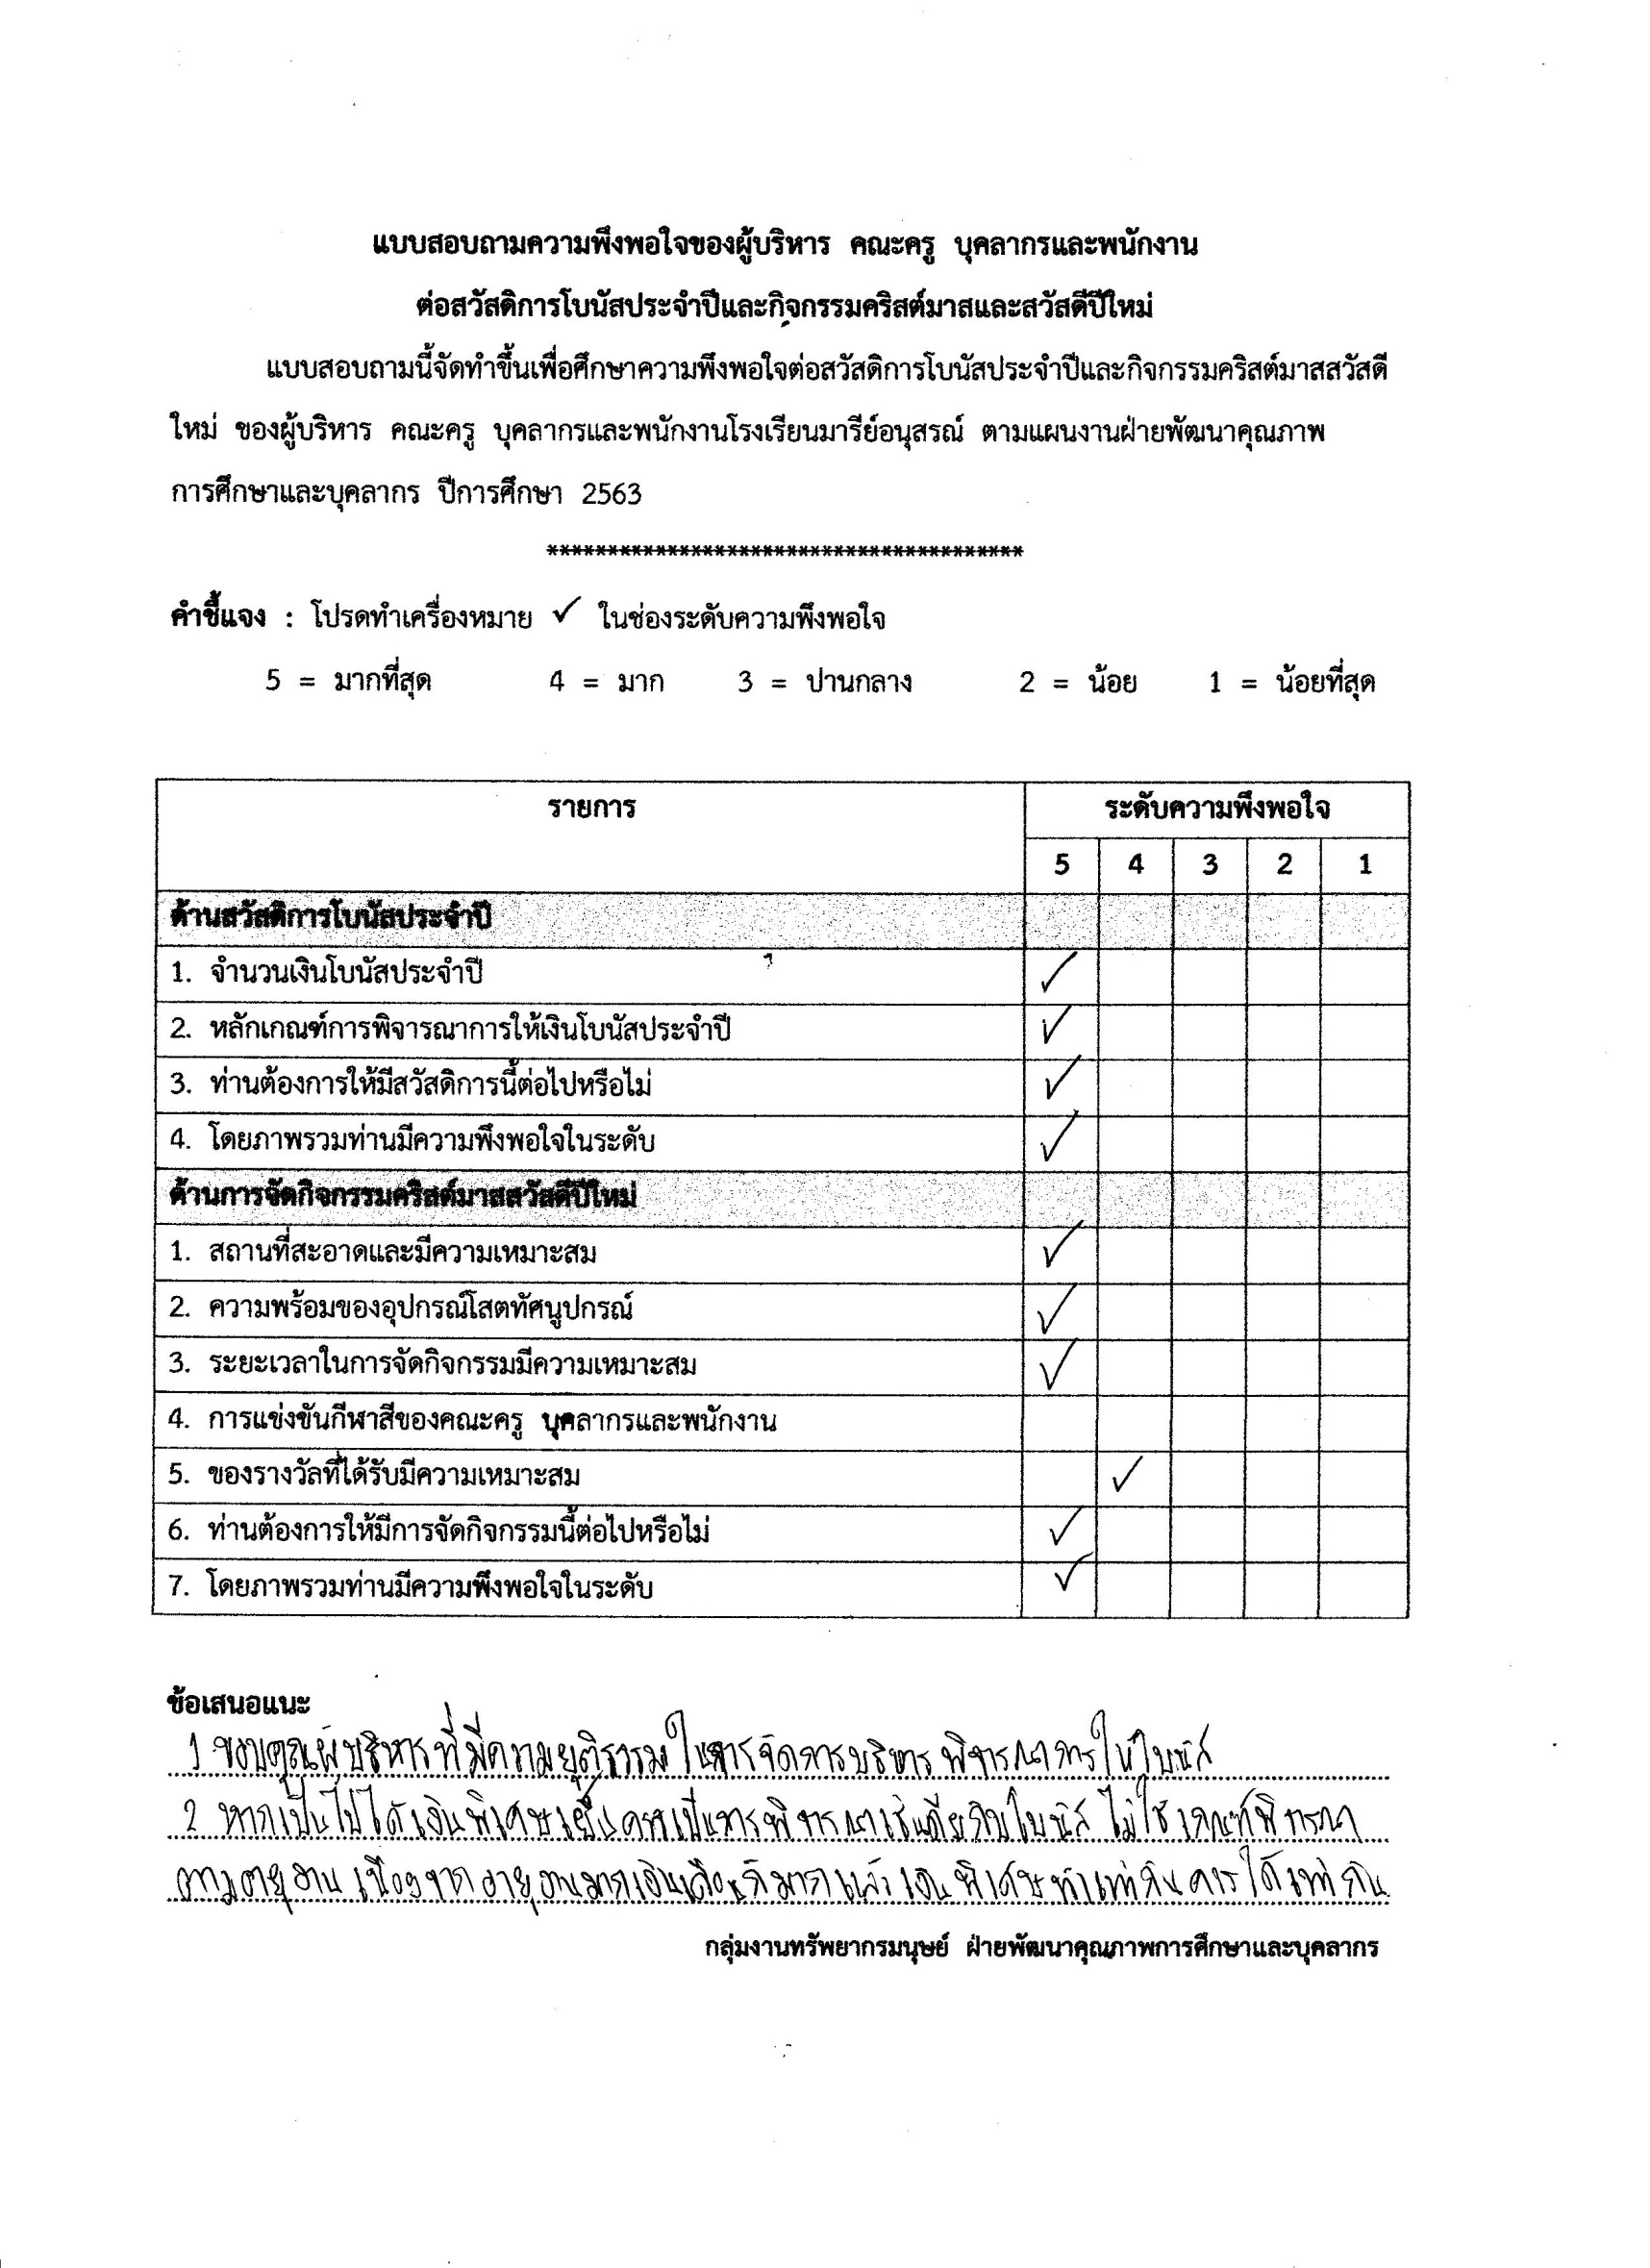 แบบสอบถามความพึงพอใจของผู้บริหาร คณะครู บุคลากรและพนักงาน
ต่อสวัสดิการโบนัสประจำปีและกิจกรรมคริสต์มาสและสวัสดีปีใหม่
แบบสอบถามนี้จัดทำขึ้นเพื่อศึกษาความพึงพอใจต่อสวัสดิการโบนัสประจำปีและกิจกรรมคริสต์มาสสวัสดี
ใหม่ ของผู้บริหาร คณะครู บุคลากรและพนักงานโรงเรียนมารีย์อนุสรณ์ ตามแผนงานฝ่ายพัฒนาคุณภาพ
การศึกษาและบุคลากร ปีการศึกษา 2563
****************************************
คำชี้แจง : โปรดทำเครื่องหมาย ✓ ในช่องระดับความพึงพอใจ
5 = มากที่สุด 4 = มาก 3 = ปานกลาง 2 = น้อย 1 = น้อยที่สุด
รายการ ระดับความพึงพอใจ
5 4 3 2 1
ด้านสวัสดิการโบนัสประจำปี
1. จำนวนเงินโบนัสประจำปี ✓
2. หลักเกณฑ์การพิจารณาการให้เงินโบนัสประจำปี ✓
3. ท่านต้องการให้มีสวัสดิการนี้ต่อไปหรือไม่ ✓
4. โดยภาพรวมท่านมีความพึงพอใจในระดับ ✓
ด้านการจัดกิจกรรมคริสต์มาสสวัสดีปีใหม่
1. สถานที่สะอาดและมีความเหมาะสม ✓
2. ความพร้อมของอุปกรณ์โสตทัศนูปกรณ์ ✓
3. ระยะเวลาในการจัดกิจกรรมมีความเหมาะสม ✓
4. การแข่งขันกีฬาสีของคณะครู บุคลากรและพนักงาน
5. ของรางวัลที่ได้รับมีความเหมาะสม ✓
6. ท่านต้องการให้มีการจัดกิจกรรมนี้ต่อไปหรือไม่ ✓
7. โดยภาพรวมท่านมีความพึงพอใจในระดับ ✓
ข้อเสนอแนะ
1 ขอบคุณผู้บริหารที่มีความยุติธรรมในการจัดการบริหาร พิจารณาการให้โบนัส
2 หากเป็นไปได้เงินพิเศษ ควรเป็นการพิจารณาเช่นเดียวกับโบนัส ไม่ใช้เกณฑ์พิจารณา
ตามอายุงาน เนื่องจากอายุงานมากเงินเดือนก็มากแล้ว เงินพิเศษ เท่ากันควรได้เท่ากัน
กลุ่มงานทรัพยากรมนุษย์ ฝ่ายพัฒนาคุณภาพการศึกษาและบุคลากร